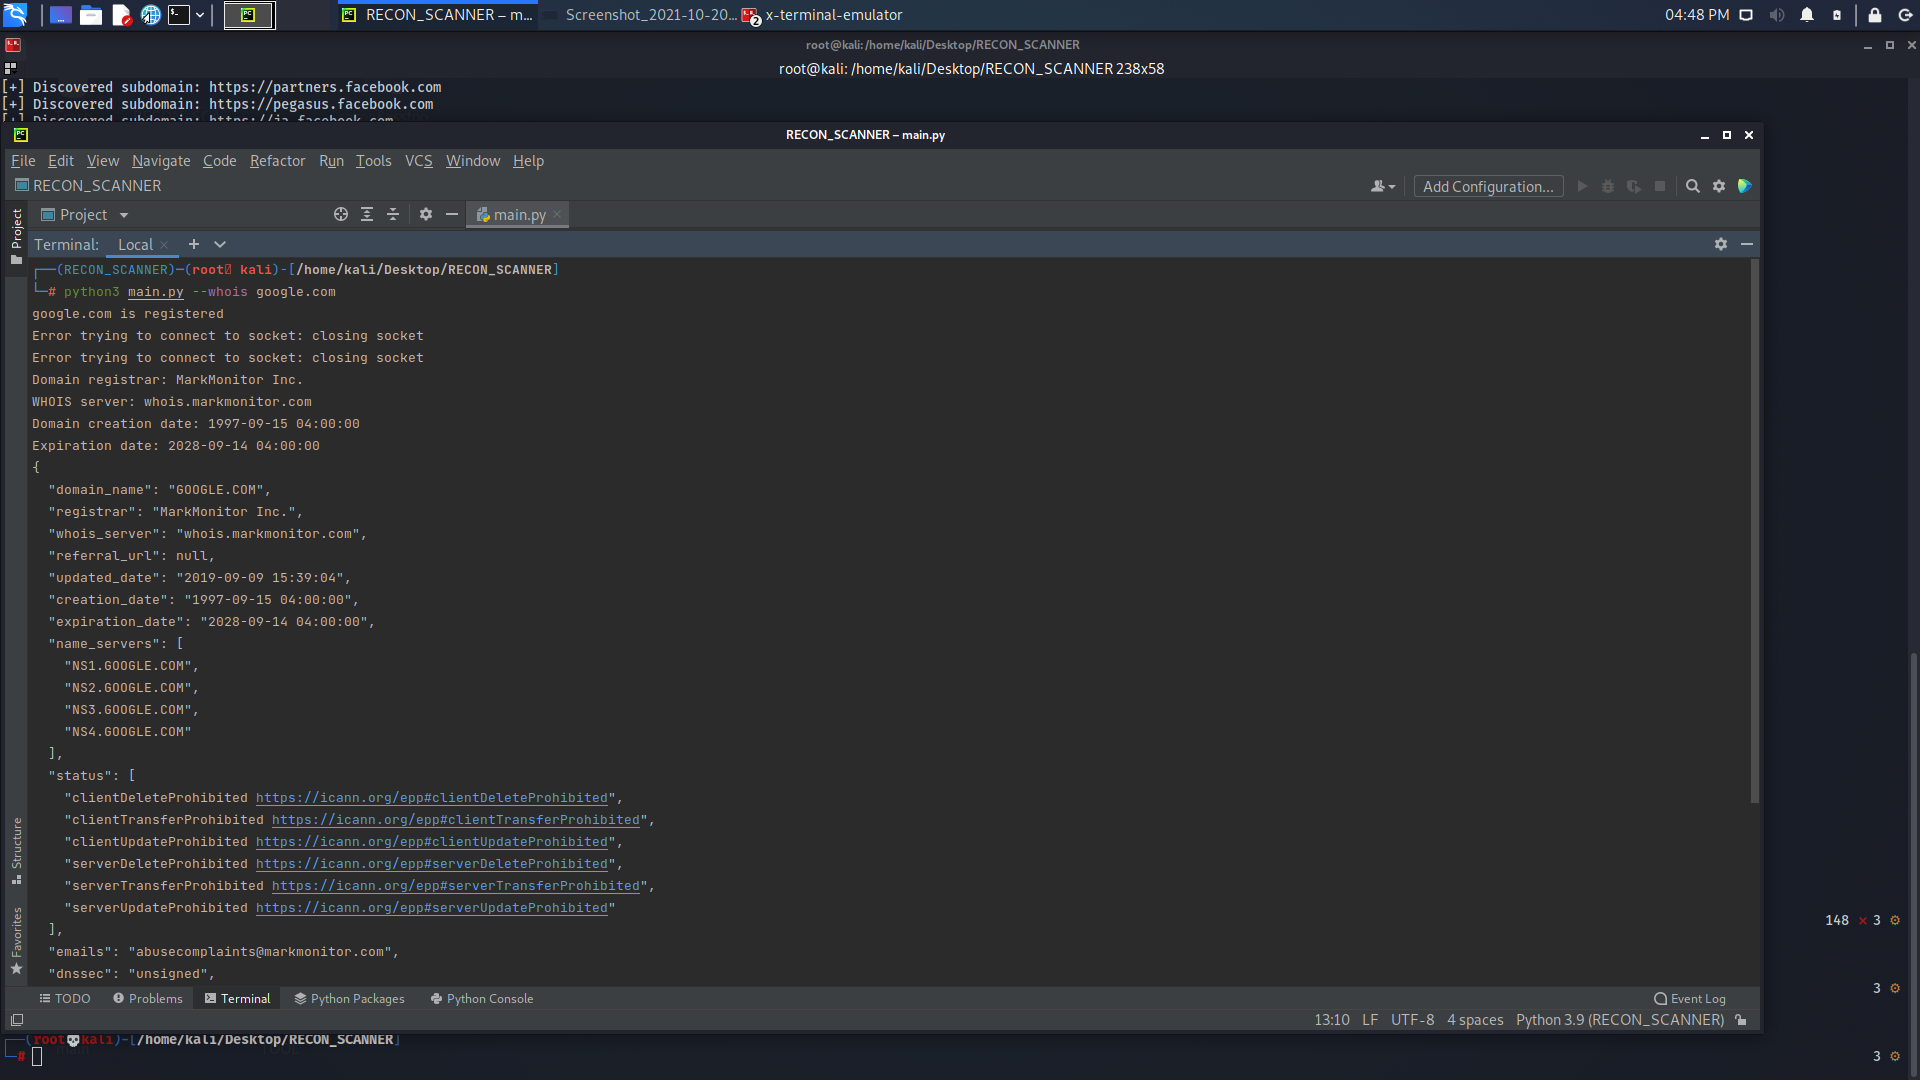 RECON_SCANNER – m...
Screenshot_2021-10-20...
2
x-terminal-emulator
04:48 PM
root@kali: /home/kali/Desktop/RECON_SCANNER
root@kali: /home/kali/Desktop/RECON_SCANNER 238x58
[+] Discovered subdomain: https://partners.facebook.com
[+] Discovered subdomain: https://pegasus.facebook.com
[+] Discovered subdomain: https://ja.facebook.com
RECON_SCANNER – main.py
File Edit View Navigate Code Refactor Run Tools VCS Window Help
RECON_SCANNER
Add Configuration...
Project
Project
main.py
Terminal: Local
(RECON_SCANNER)-(root kali)-[/home/kali/Desktop/RECON_SCANNER]
# python3 main.py --whois google.com
google.com is registered
Error trying to connect to socket: closing socket
Error trying to connect to socket: closing socket
Domain registrar: MarkMonitor Inc.
WHOIS server: whois.markmonitor.com
Domain creation date: 1997-09-15 04:00:00
Expiration date: 2028-09-14 04:00:00
{
"domain_name": "GOOGLE.COM",
"registrar": "MarkMonitor Inc.",
"whois_server": "whois.markmonitor.com",
"referral_url": null,
"updated_date": "2019-09-09 15:39:04",
"creation_date": "1997-09-15 04:00:00",
"expiration_date": "2028-09-14 04:00:00",
"name_servers": [
"NS1.GOOGLE.COM",
"NS2.GOOGLE.COM",
"NS3.GOOGLE.COM",
"NS4.GOOGLE.COM"
],
"status": [
"clientDeleteProhibited https://icann.org/epp#clientDeleteProhibited",
"clientTransferProhibited https://icann.org/epp#clientTransferProhibited",
"clientUpdateProhibited https://icann.org/epp#clientUpdateProhibited",
"serverDeleteProhibited https://icann.org/epp#serverDeleteProhibited",
"serverTransferProhibited https://icann.org/epp#serverTransferProhibited",
"serverUpdateProhibited https://icann.org/epp#serverUpdateProhibited"
],
"emails": "abusecomplaints@markmonitor.com",
"dnssec": "unsigned",
Structure
Favorites
148 × 3
3
3
TODO Problems Terminal Python Packages Python Console Event Log
13:10 LF UTF-8 4 spaces Python 3.9 (RECON_SCANNER)
(root💀kali)-[/home/kali/Desktop/RECON_SCANNER]
#